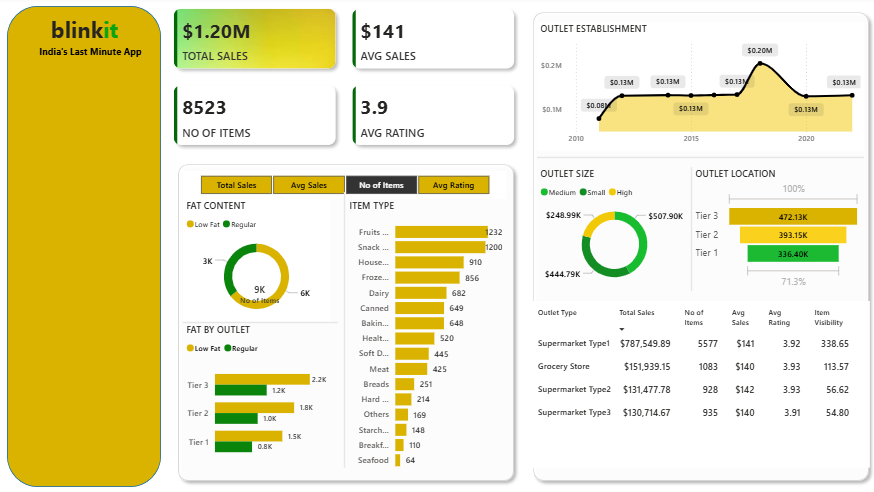 blinkit
India's Last Minute App
$1.20M
TOTAL SALES
$141
AVG SALES
8523
NO OF ITEMS
3.9
AVG RATING
Total Sales
Avg Sales
No of Items
Avg Rating
FAT CONTENT
Low Fat
Regular
3K
9K
No of Items
6K
FAT BY OUTLET
Low Fat
Regular
Tier 3
2.2K
1.2K
Tier 2
1.8K
1.0K
Tier 1
1.5K
0.8K
ITEM TYPE
Fruits ... 1232
Snack ... 1200
House... 910
Froze... 856
Dairy 682
Canned 649
Bakin... 648
Healt... 520
Soft D... 445
Meat 425
Breads 251
Hard ... 214
Others 169
Starch... 148
Breakf... 110
Seafood 64
OUTLET ESTABLISHMENT
$0.2M
$0.1M
$0.08M
$0.13M
$0.13M
$0.13M
$0.13M
$0.20M
$0.13M
$0.13M
2010
2015
2020
OUTLET SIZE
Medium
Small
High
$248.99K
$507.90K
$444.79K
OUTLET LOCATION
100%
Tier 3 472.13K
Tier 2 393.15K
Tier 1 336.40K
71.3%
Outlet Type Total Sales No of Items Avg Sales Avg Rating Item Visibility
Supermarket Type1 $787,549.89 5577 $141 3.92 338.65
Grocery Store $151,939.15 1083 $140 3.93 113.57
Supermarket Type2 $131,477.78 928 $142 3.93 56.62
Supermarket Type3 $130,714.67 935 $140 3.91 54.80